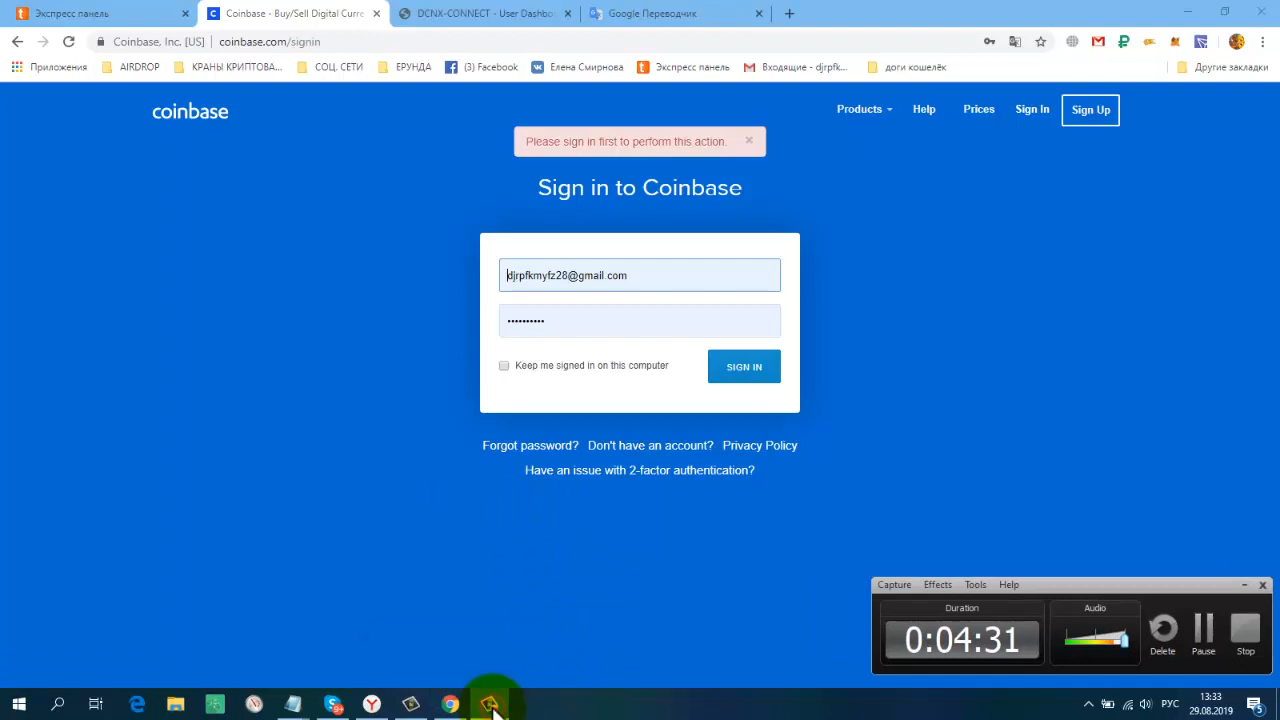 Экспресс панель
Coinbase - Buy/Sell Digital Curre
DCNX-CONNECT - User Dashbo
Google Переводчик
Coinbase, Inc. [US]
coinbase.com/signin
Приложения
AIRDROP
КРАНЫ КРИПТОВА...
СОЦ. СЕТИ
ЕРУНДА
(3) Facebook
Елена Смирнова
Экспресс панель
Входящие - djrpfk...
доги кошелёк
Другие закладки
coinbase
Products
Help
Prices
Sign In
Sign Up
Please sign in first to perform this action.
Sign in to Coinbase
djrpfkmyfz28@gmail.com
Keep me signed in on this computer
SIGN IN
Forgot password?
Don't have an account?
Privacy Policy
Have an issue with 2-factor authentication?
Capture
Effects
Tools
Help
Duration
Audio
0:04:31
Delete
Pause
Stop
13:33
29.08.2019